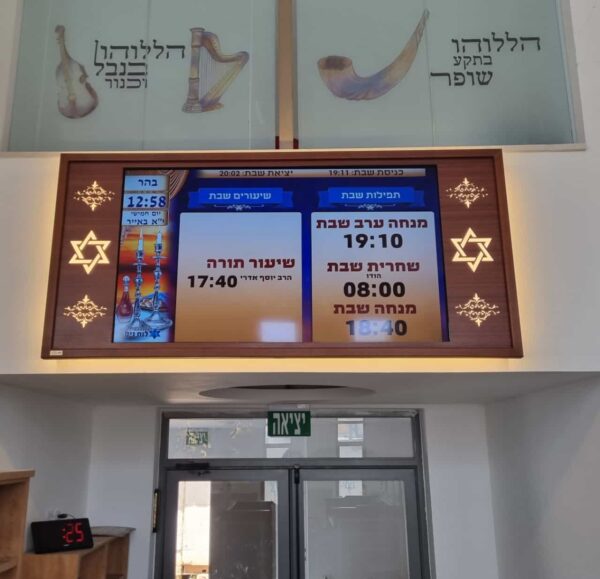 הללוהו
בתקע
שופר
הללוהו
בנבל
וכנור
כניסת שבת: 19:11
יציאת שבת: 20:02
בהר
12:58
יום חמישי
י"א באייר
תפילות שבת
מנחה ערב שבת
19:10
שחרית שבת
הודו
08:00
מנחה שבת
18:40
שיעורים שבת
שיעור תורה
הרב יוסף אדרי 17:40
יציאה
:25